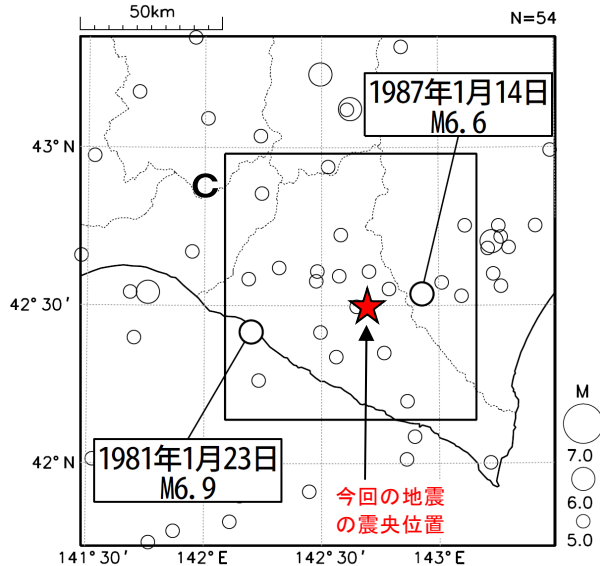 50km
N=54
1987年1月14日
M6.6
43°N
C
42°30′
1981年1月23日
M6.9
42°N
今回の地震
の震央位置
M
7.0
6.0
5.0
141°30′
142°E
142°30′
143°E